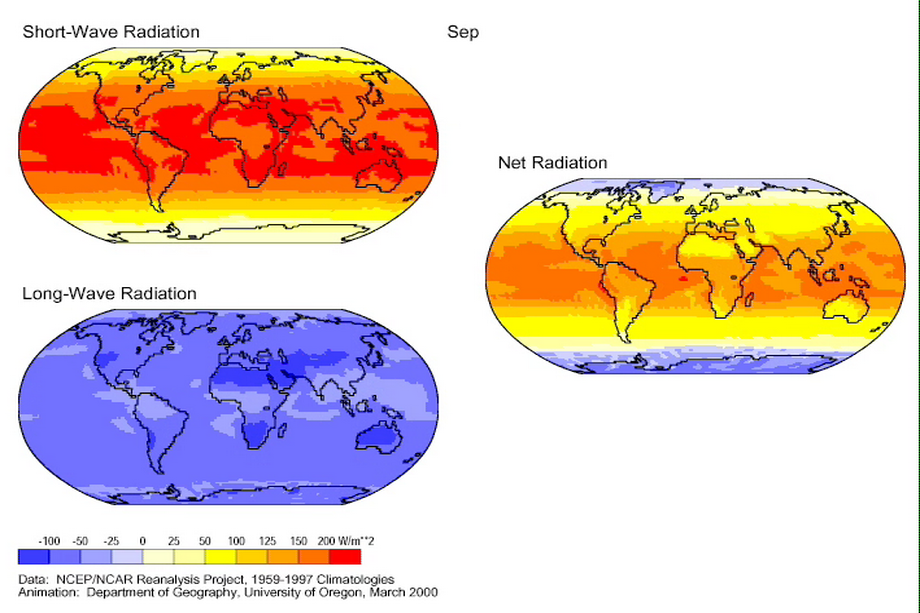 Short-Wave Radiation
Sep
Net Radiation
Long-Wave Radiation
-100 -50 -25 0 25 50 100 125 150 200 W/m**2
Data: NCEP/NCAR Reanalysis Project, 1959-1997 Climatologies
Animation: Department of Geography, University of Oregon, March 2000